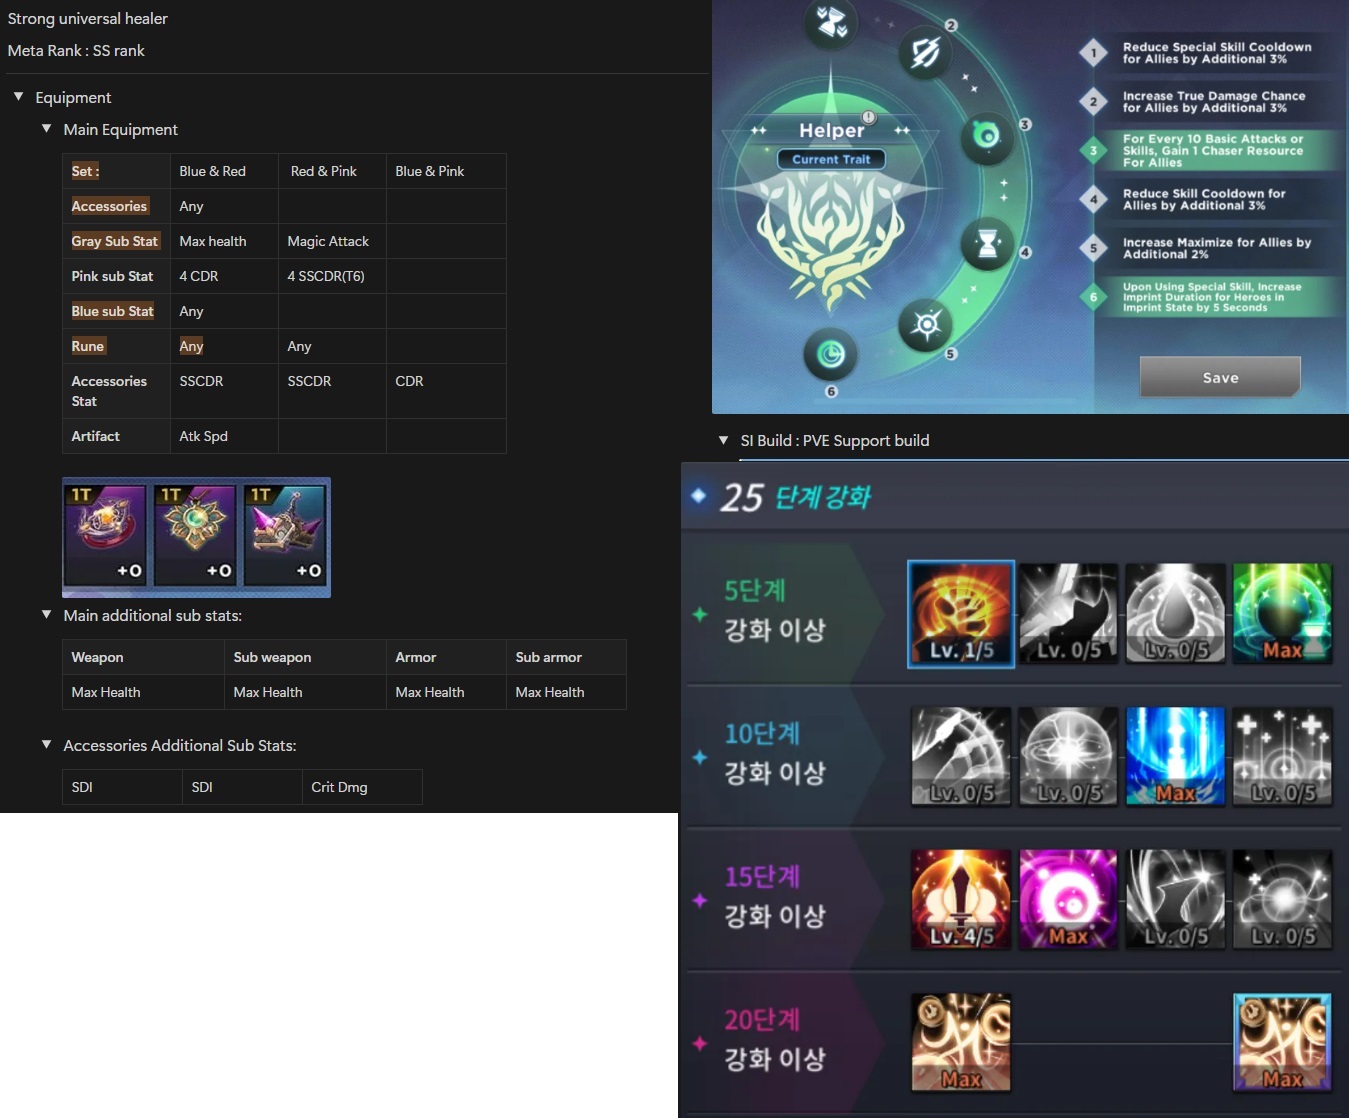 Strong universal healer
Meta Rank : SS rank
Equipment
Main Equipment
Set : Blue & Red Red & Pink Blue & Pink
Accessories Any
Gray Sub Stat Max health Magic Attack
Pink sub Stat 4 CDR 4 SSCDR(T6)
Blue sub Stat Any
Rune Any Any
Accessories Stat SSCDR SSCDR CDR
Artifact Atk Spd
1T 1T 1T
+0 +0 +0
Main additional sub stats:
Weapon Sub weapon Armor Sub armor
Max Health Max Health Max Health Max Health
Accessories Additional Sub Stats:
SDI SDI Crit Dmg
Helper
Current Trait
2
3
4
5
6
1 Reduce Special Skill Cooldown
for Allies by Additional 3%
2 Increase True Damage Chance
for Allies by Additional 3%
3 For Every 10 Basic Attacks or
Skills, Gain 1 Chaser Resource
For Allies
4 Reduce Skill Cooldown for
Allies by Additional 3%
5 Increase Maximize for Allies by
Additional 2%
6 Upon Using Special Skill, Increase
Imprint Duration for Heroes in
Imprint State by 5 Seconds
Save
SI Build : PVE Support build
25 단계 강화
5단계
강화 이상
Lv. 1/5 Lv. 0/5 Lv. 0/5 Max
10단계
강화 이상
Lv. 0/5 Lv. 0/5 Max Lv. 0/5
15단계
강화 이상
Lv. 4/5 Max Lv. 0/5 Lv. 0/5
20단계
강화 이상
Max Max